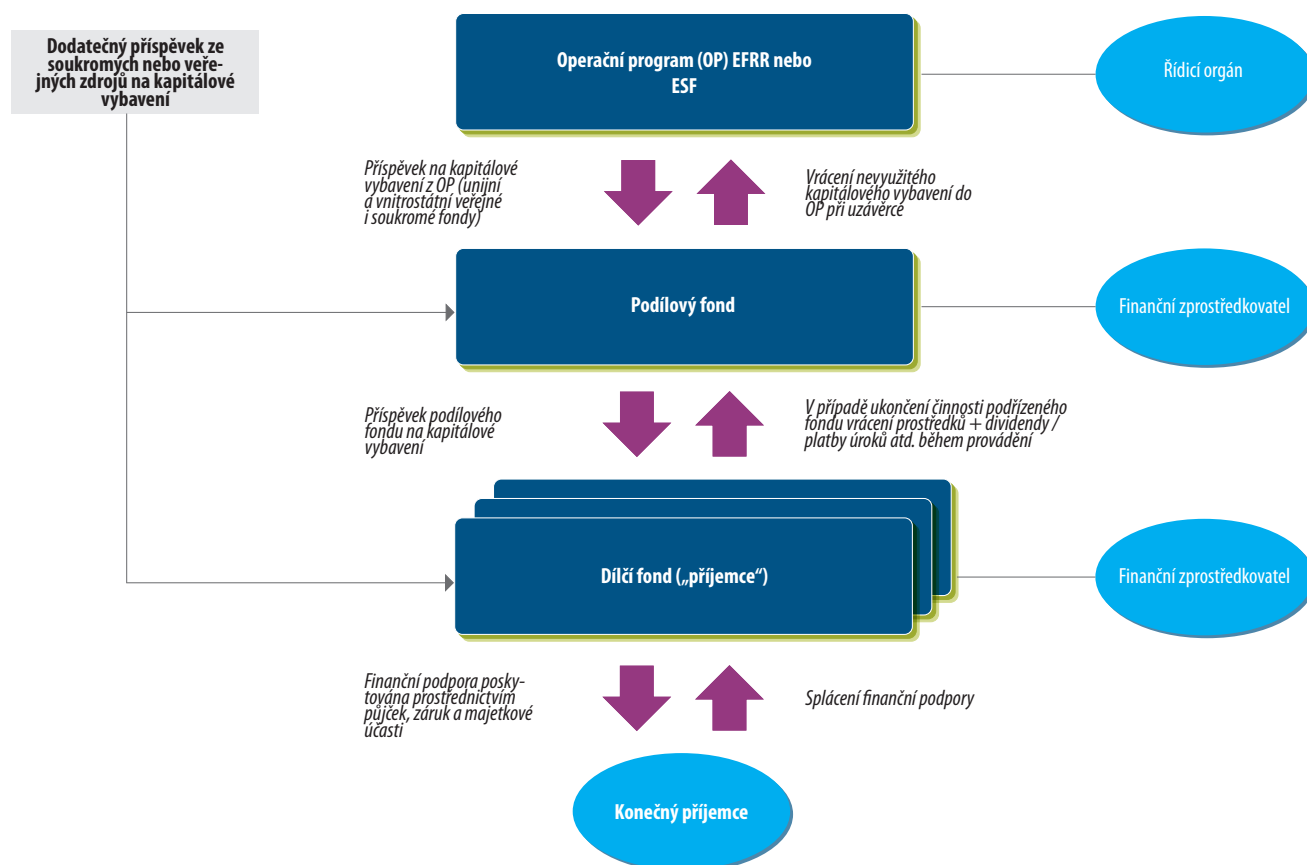 Dodatečný příspěvek ze
soukromých nebo veře-
jných zdrojů na kapitálové
vybavení
Operační program (OP) EFRR nebo
ESF
Řídicí orgán
Příspěvek na kapitálové
vybavení z OP (unijní
a vnitrostátní veřejné
i soukromé fondy)
Vrácení nevyužitého
kapitálového vybavení do
OP při uzávěrce
Podílový fond
Finanční zprostředkovatel
Příspěvek podílového
fondu na kapitálové
vybavení
V případě ukončení činnosti podřízeného
fondu vrácení prostředků + dividendy /
platby úroků atd. během provádění
Dílčí fond („příjemce“)
Finanční zprostředkovatel
Finanční podpora posky-
tována prostřednictvím
půjček, záruk a majetkové
účasti
Splácení finanční podpory
Konečný příjemce